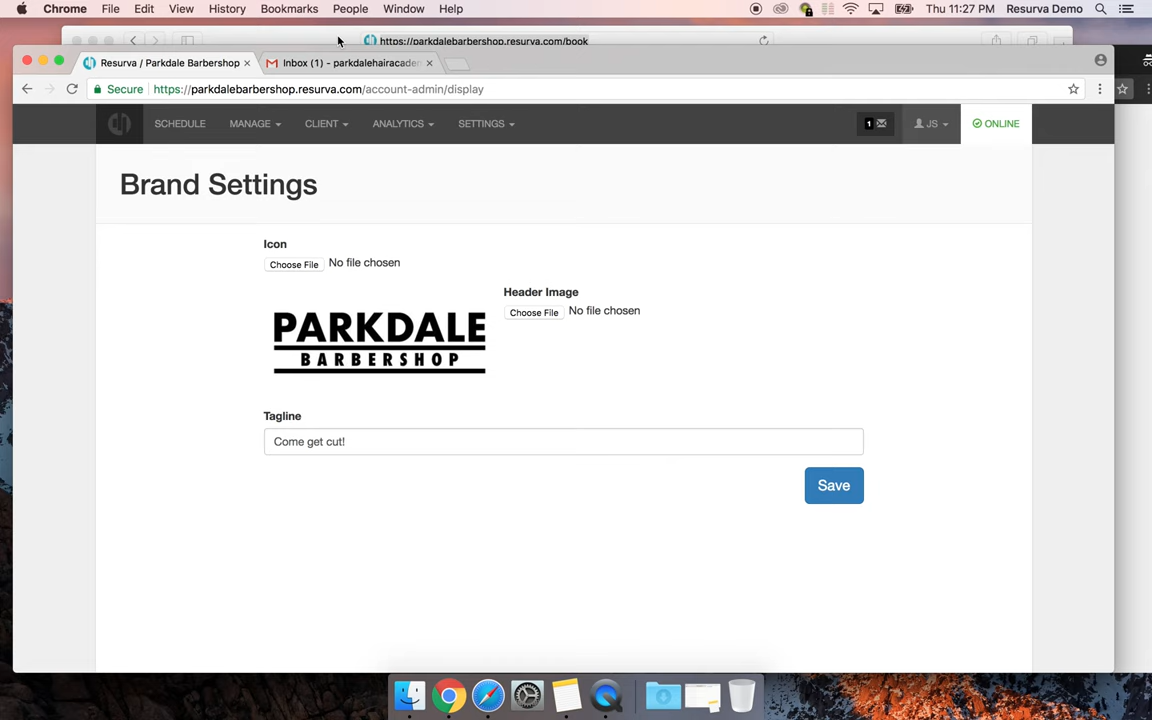 Chrome File Edit View History Bookmarks People Window Help Thu 11:27 PM Resurva Demo
https://parkdalebarbershop.resurva.com/book
Resurva / Parkdale Barbershop Inbox (1) - parkdalehairacaden
Secure https://parkdalebarbershop.resurva.com/account-admin/display
SCHEDULE MANAGE CLIENT ANALYTICS SETTINGS 1 JS ONLINE
Brand Settings
Icon
Choose File No file chosen
Header Image
Choose File No file chosen
PARKDALE
BARBERSHOP
Tagline
Come get cut!
Save